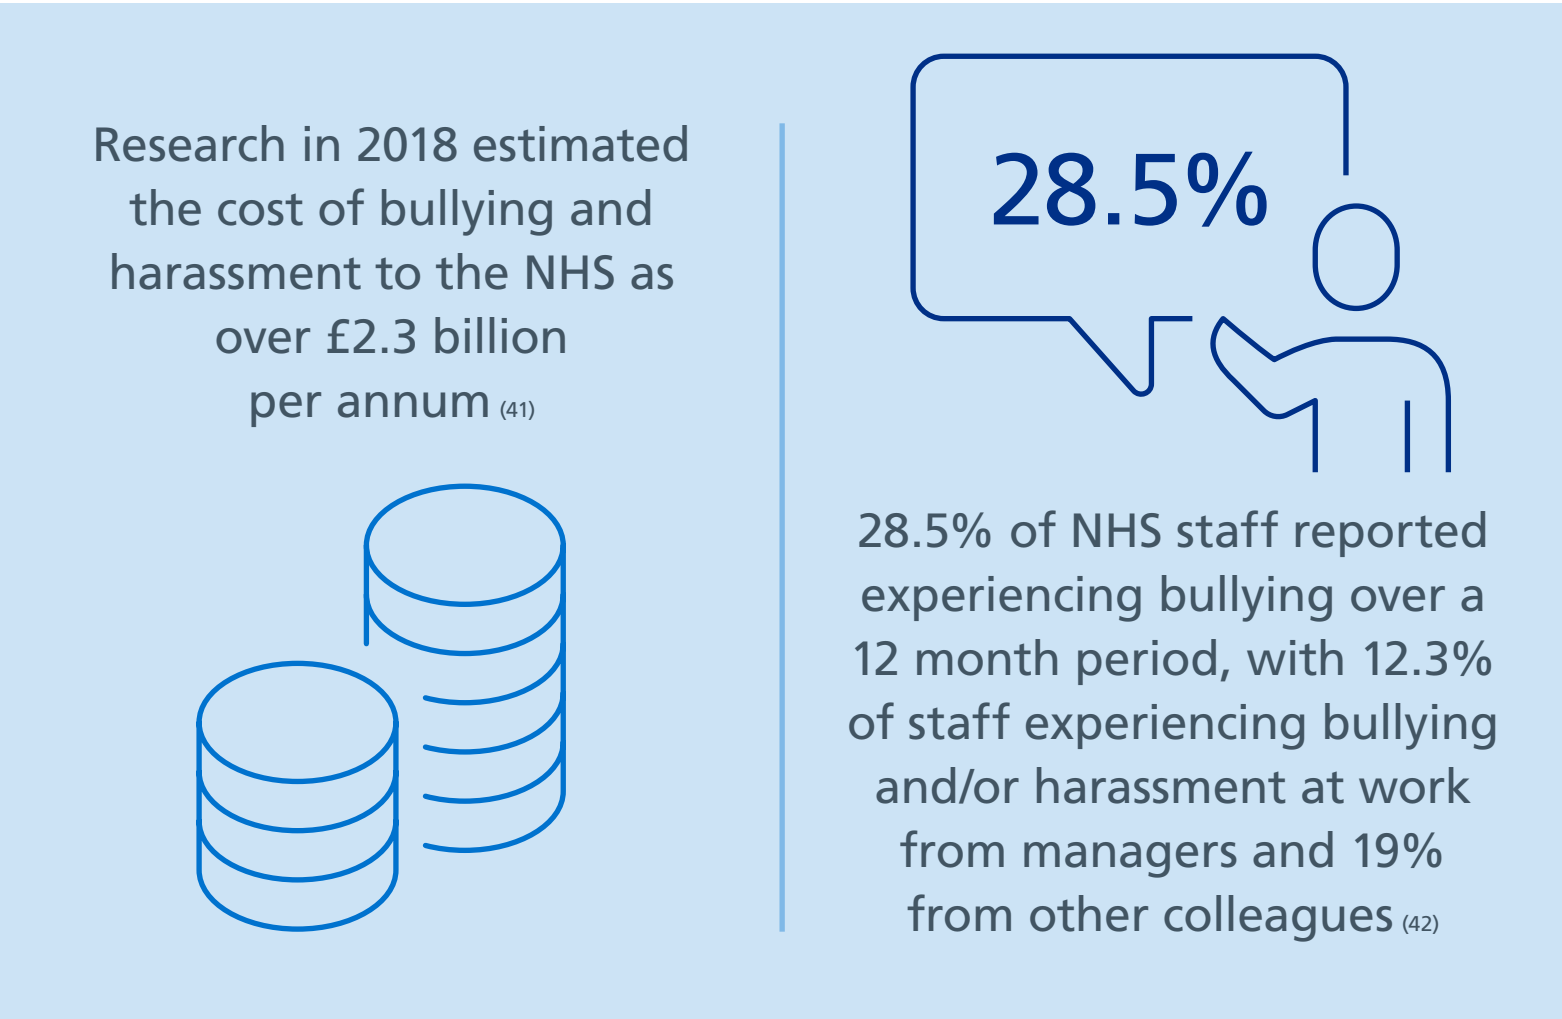 Research in 2018 estimated
the cost of bullying and
harassment to the NHS as
over £2.3 billion
per annum (41)
28.5%
28.5% of NHS staff reported
experiencing bullying over a
12 month period, with 12.3%
of staff experiencing bullying
and/or harassment at work
from managers and 19%
from other colleagues (42)